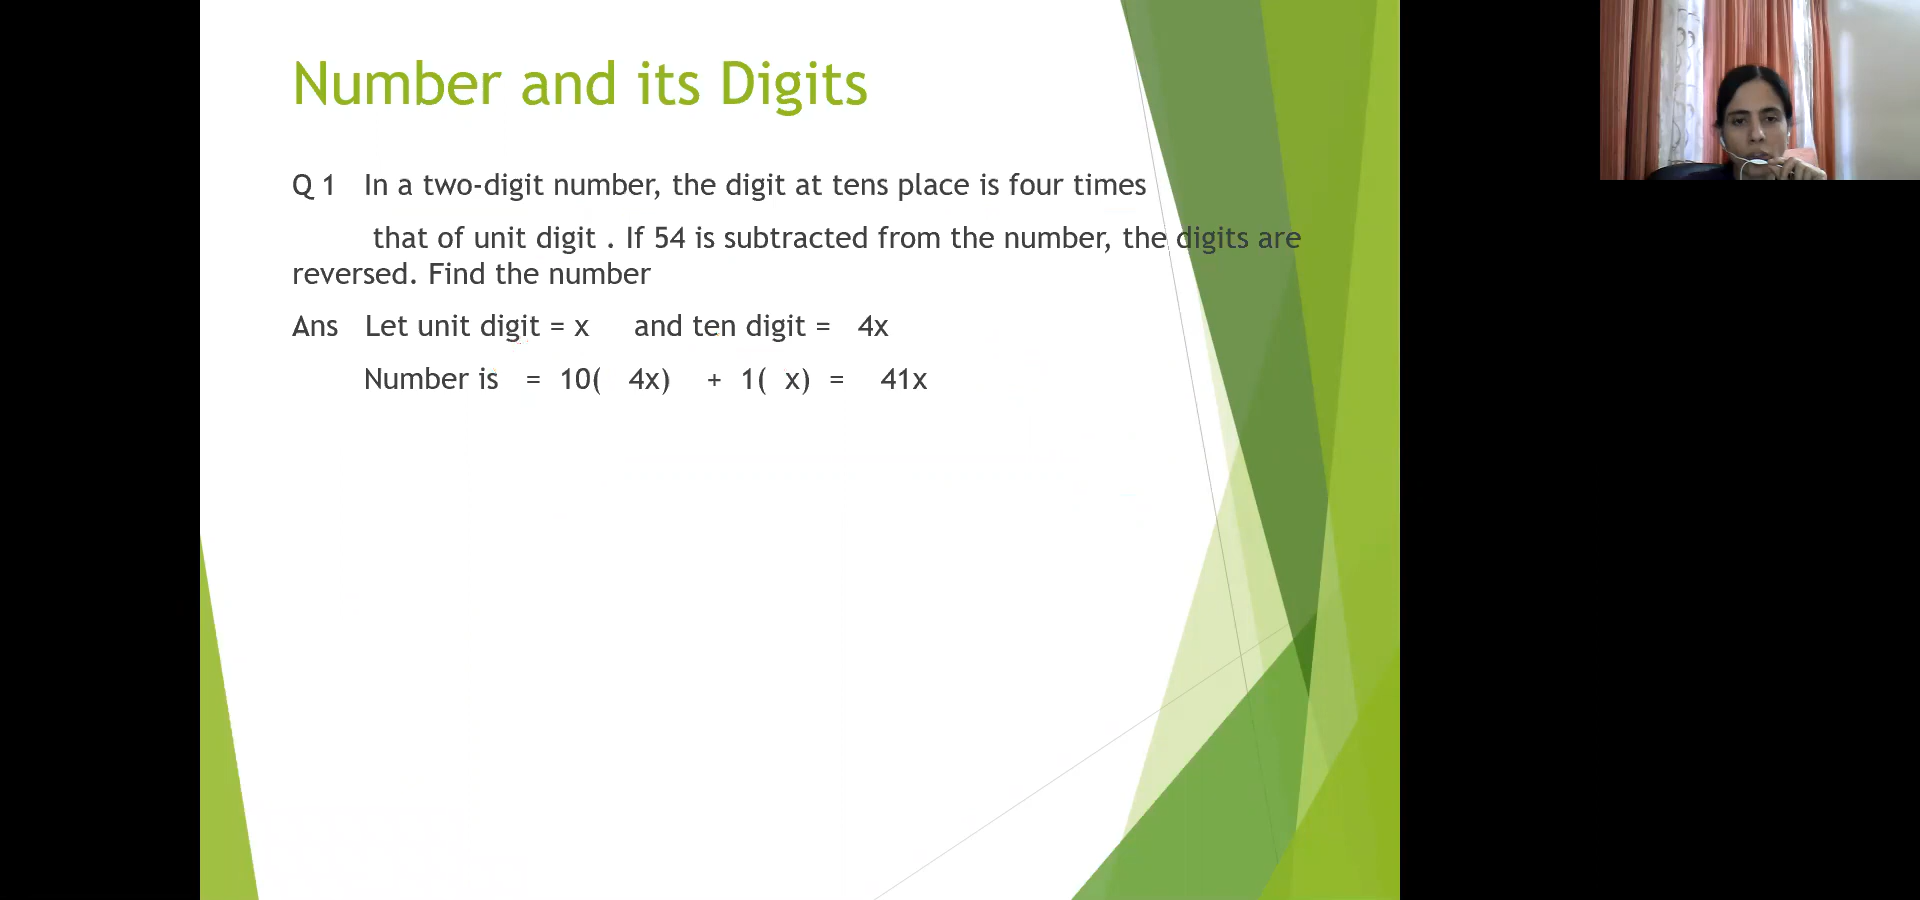 Number and its Digits
Q 1 In a two-digit number, the digit at tens place is four times
that of unit digit . If 54 is subtracted from the number, the digits are
reversed. Find the number
Ans Let unit digit = x and ten digit = 4x
Number is = 10( 4x) + 1( x) = 41x